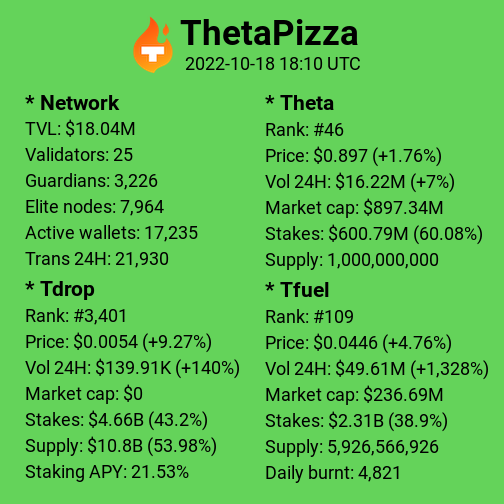 ThetaPizza
2022-10-18 18:10 UTC
* Network
TVL: $18.04M
Validators: 25
Guardians: 3,226
Elite nodes: 7,964
Active wallets: 17,235
Trans 24H: 21,930
* Theta
Rank: #46
Price: $0.897 (+1.76%)
Vol 24H: $16.22M (+7%)
Market cap: $897.34M
Stakes: $600.79M (60.08%)
Supply: 1,000,000,000
* Tdrop
Rank: #3,401
Price: $0.0054 (+9.27%)
Vol 24H: $139.91K (+140%)
Market cap: $0
Stakes: $4.66B (43.2%)
Supply: $10.8B (53.98%)
Staking APY: 21.53%
* Tfuel
Rank: #109
Price: $0.0446 (+4.76%)
Vol 24H: $49.61M (+1,328%)
Market cap: $236.69M
Stakes: $2.31B (38.9%)
Supply: 5,926,566,926
Daily burnt: 4,821